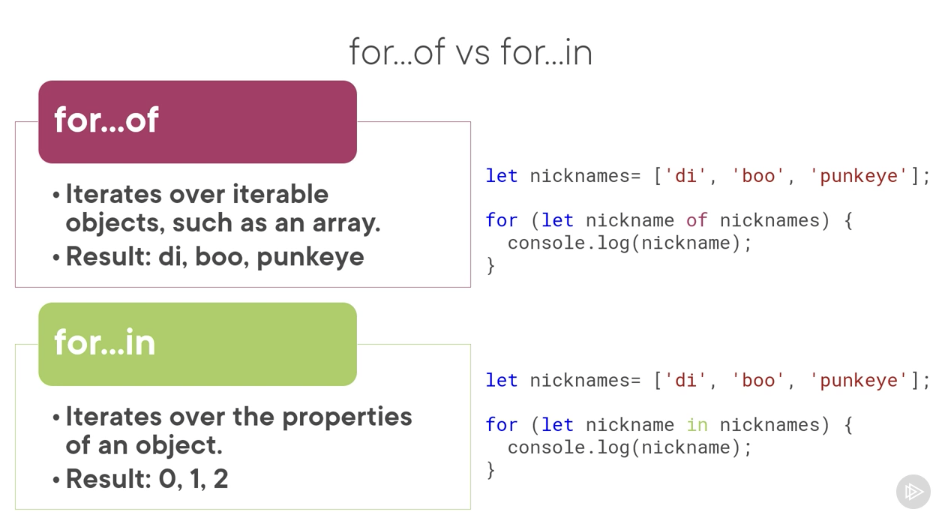 for...of vs for...in
for...of
• Iterates over iterable
objects, such as an array.
• Result: di, boo, punkeye
let nicknames= ['di', 'boo', 'punkeye'];
for (let nickname of nicknames) {
  console.log(nickname);
}
for...in
• Iterates over the properties
of an object.
• Result: 0, 1, 2
let nicknames= ['di', 'boo', 'punkeye'];
for (let nickname in nicknames) {
  console.log(nickname);
}